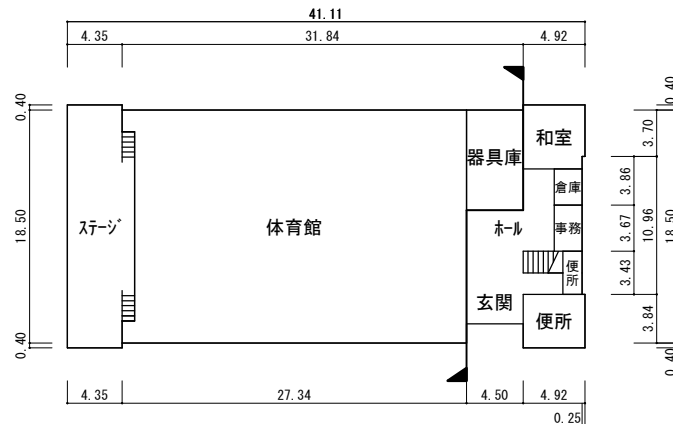 41.11
4.35 31.84 4.92
0.40 0.40
和室 3.70
器具庫
倉庫 3.86
ステージ 体育館 ホール 事務 3.67 10.96 18.50
18.50
便所 3.43
玄関
便所 3.84
0.40 0.40
4.35 27.34 4.50 4.92
0.25